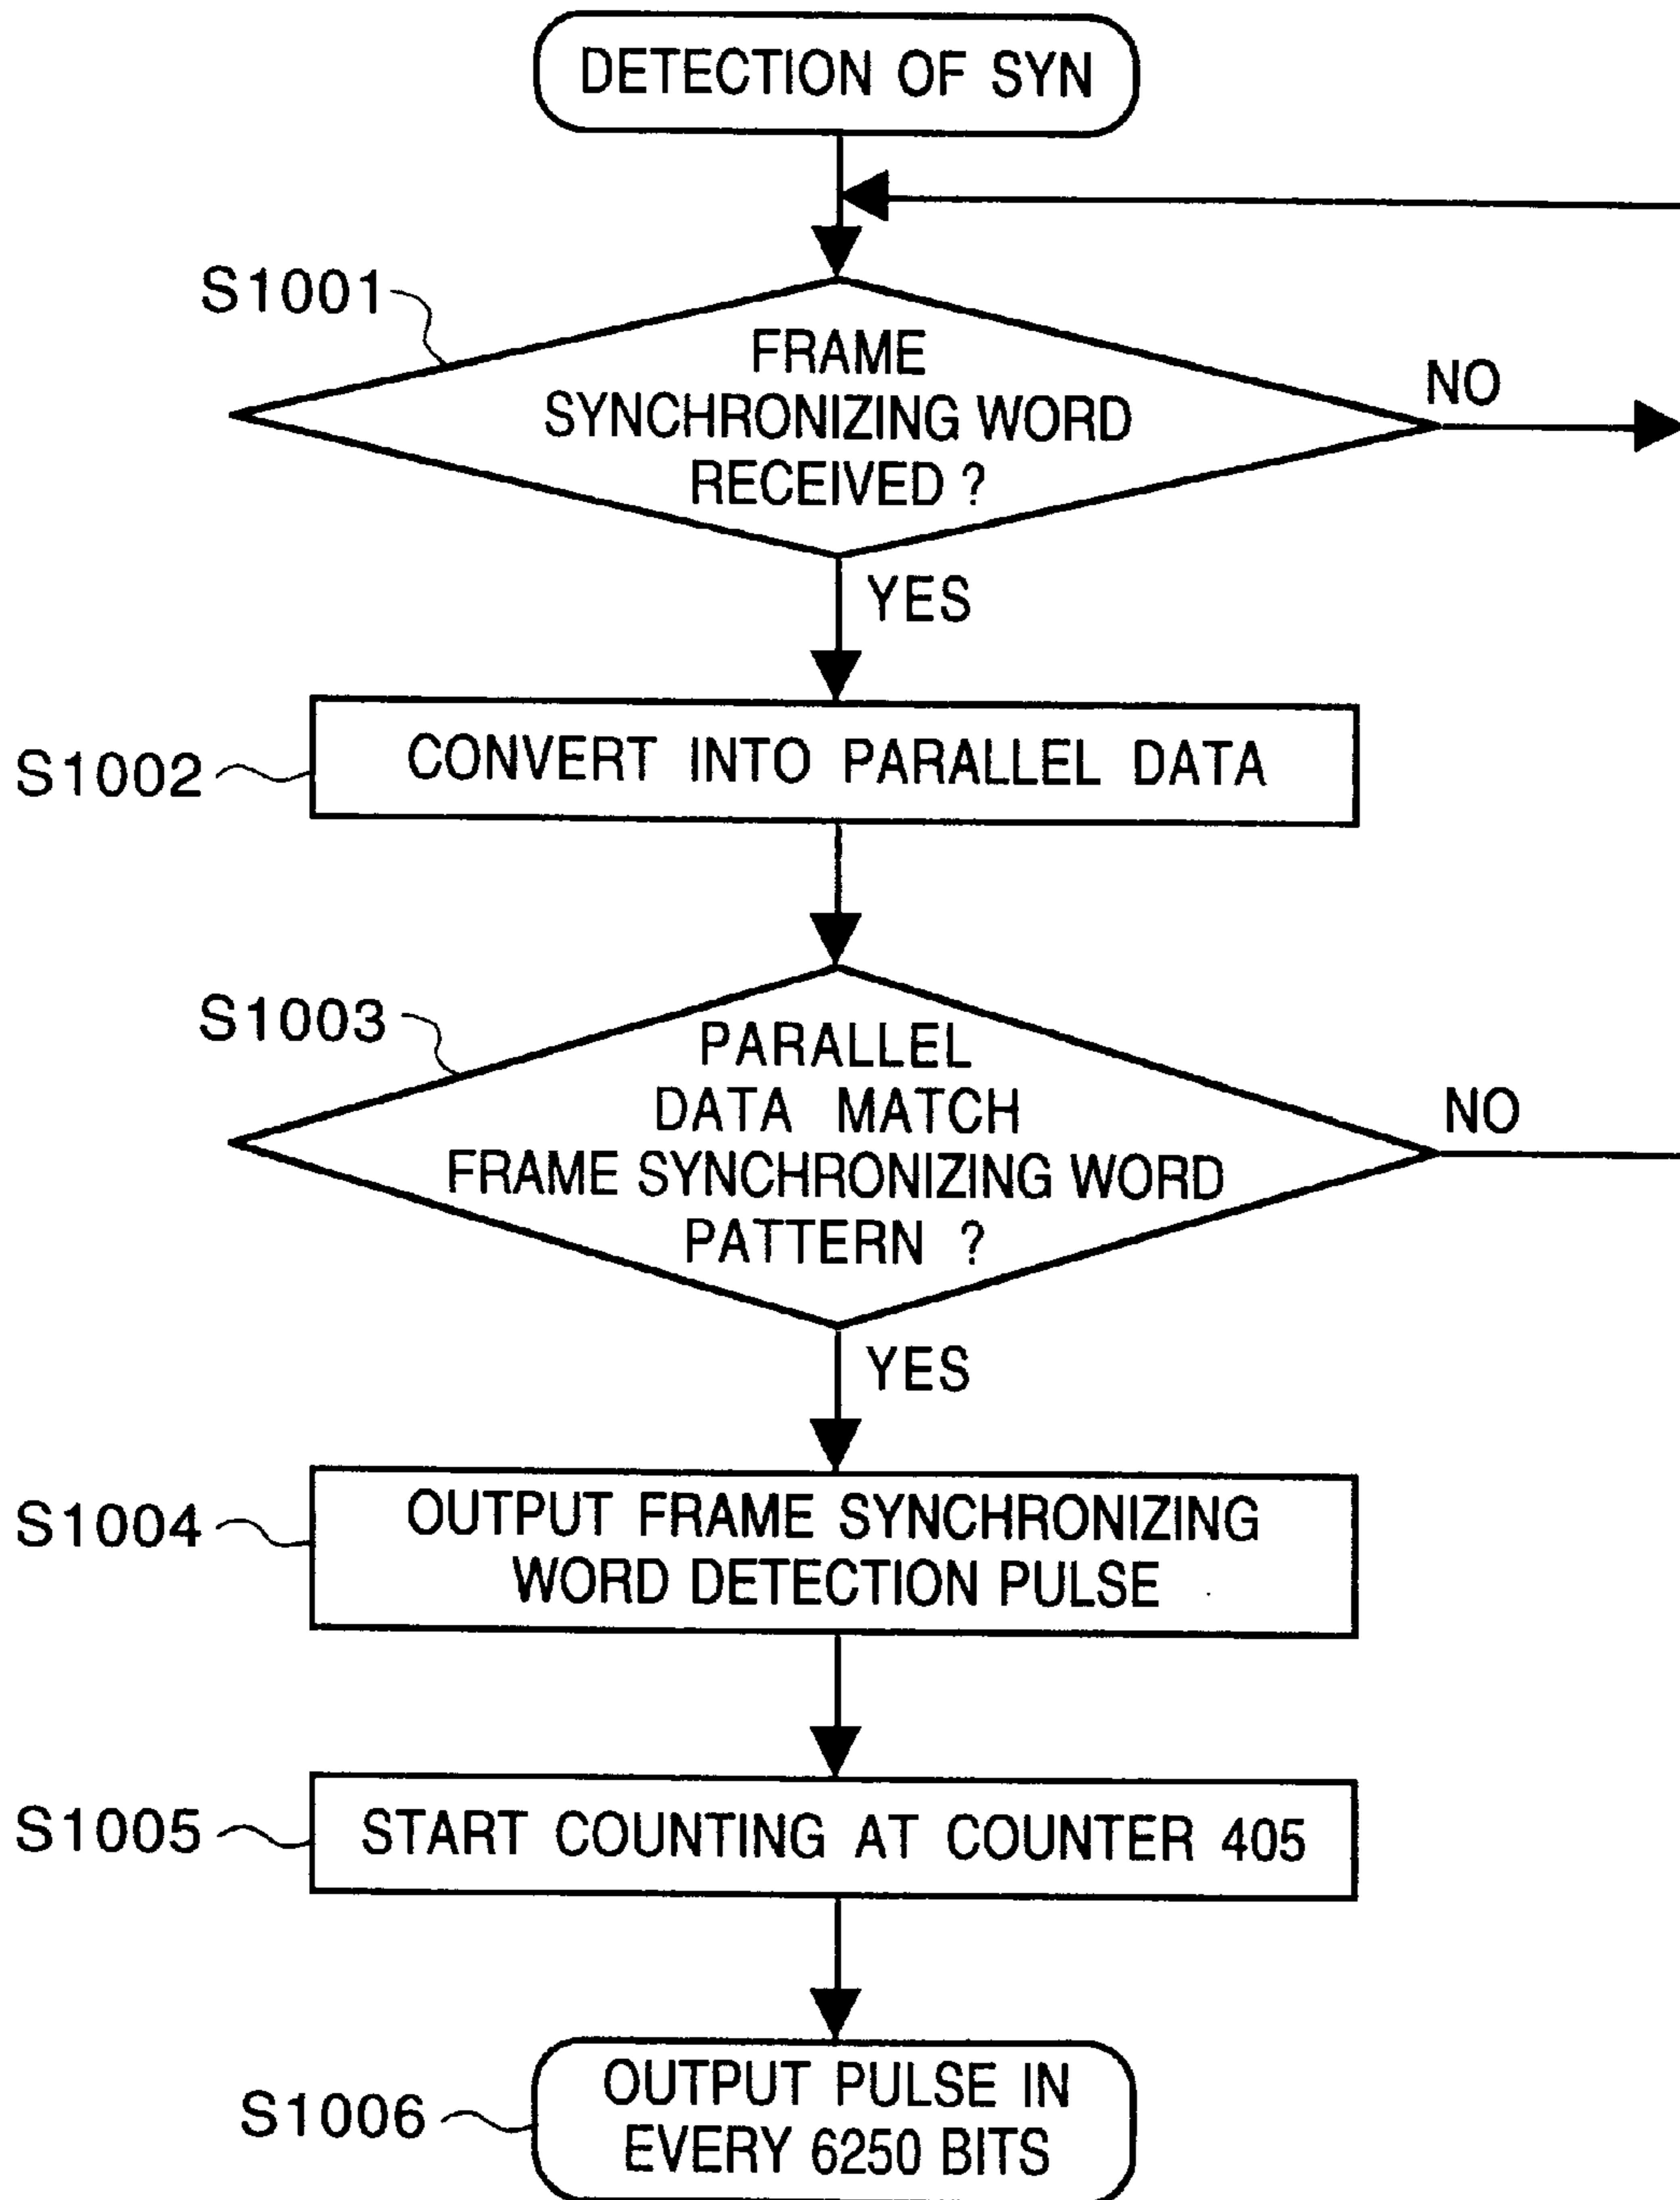 DETECTION OF SYN
S1001
FRAME
SYNCHRONIZING WORD
RECEIVED ?
NO
YES
S1002
CONVERT INTO PARALLEL DATA
S1003
PARALLEL
DATA MATCH
FRAME SYNCHRONIZING WORD
PATTERN ?
NO
YES
S1004
OUTPUT FRAME SYNCHRONIZING
WORD DETECTION PULSE
S1005
START COUNTING AT COUNTER 405
S1006
OUTPUT PULSE IN
EVERY 6250 BITS